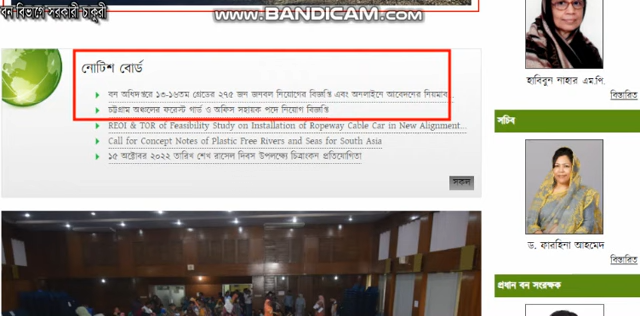 বন বিভাগে সরকারী চাকুরী
www.BANDICAM.com
নোটিশ বোর্ড
বন অধিদপ্তরে ১৩-১৬তম গ্রেডের ২৭৫ জন জনবল নিয়োগের বিজ্ঞপ্তি এবং অনলাইনে আবেদনের নিয়মাব...
চট্টগ্রাম অঞ্চলের ফরেস্ট গার্ড ও অফিস সহায়ক পদে নিয়োগ বিজ্ঞপ্তি
REOI & TOR of Feasibility Study on Installation of Ropeway Cable Car in New Alignment...
Call for Concept Notes of Plastic Free Rivers and Seas for South Asia
১৫ অক্টোবর ২০২২ তারিখ শেখ রাসেল দিবস উপলক্ষ্যে চিত্রাংকন প্রতিযোগিতা
সকল
হাবিবুন নাহার এম.পি.
বিস্তারিত
সচিব
ড. ফারহিনা আহমেদ
বিস্তারিত
প্রধান বন সংরক্ষক